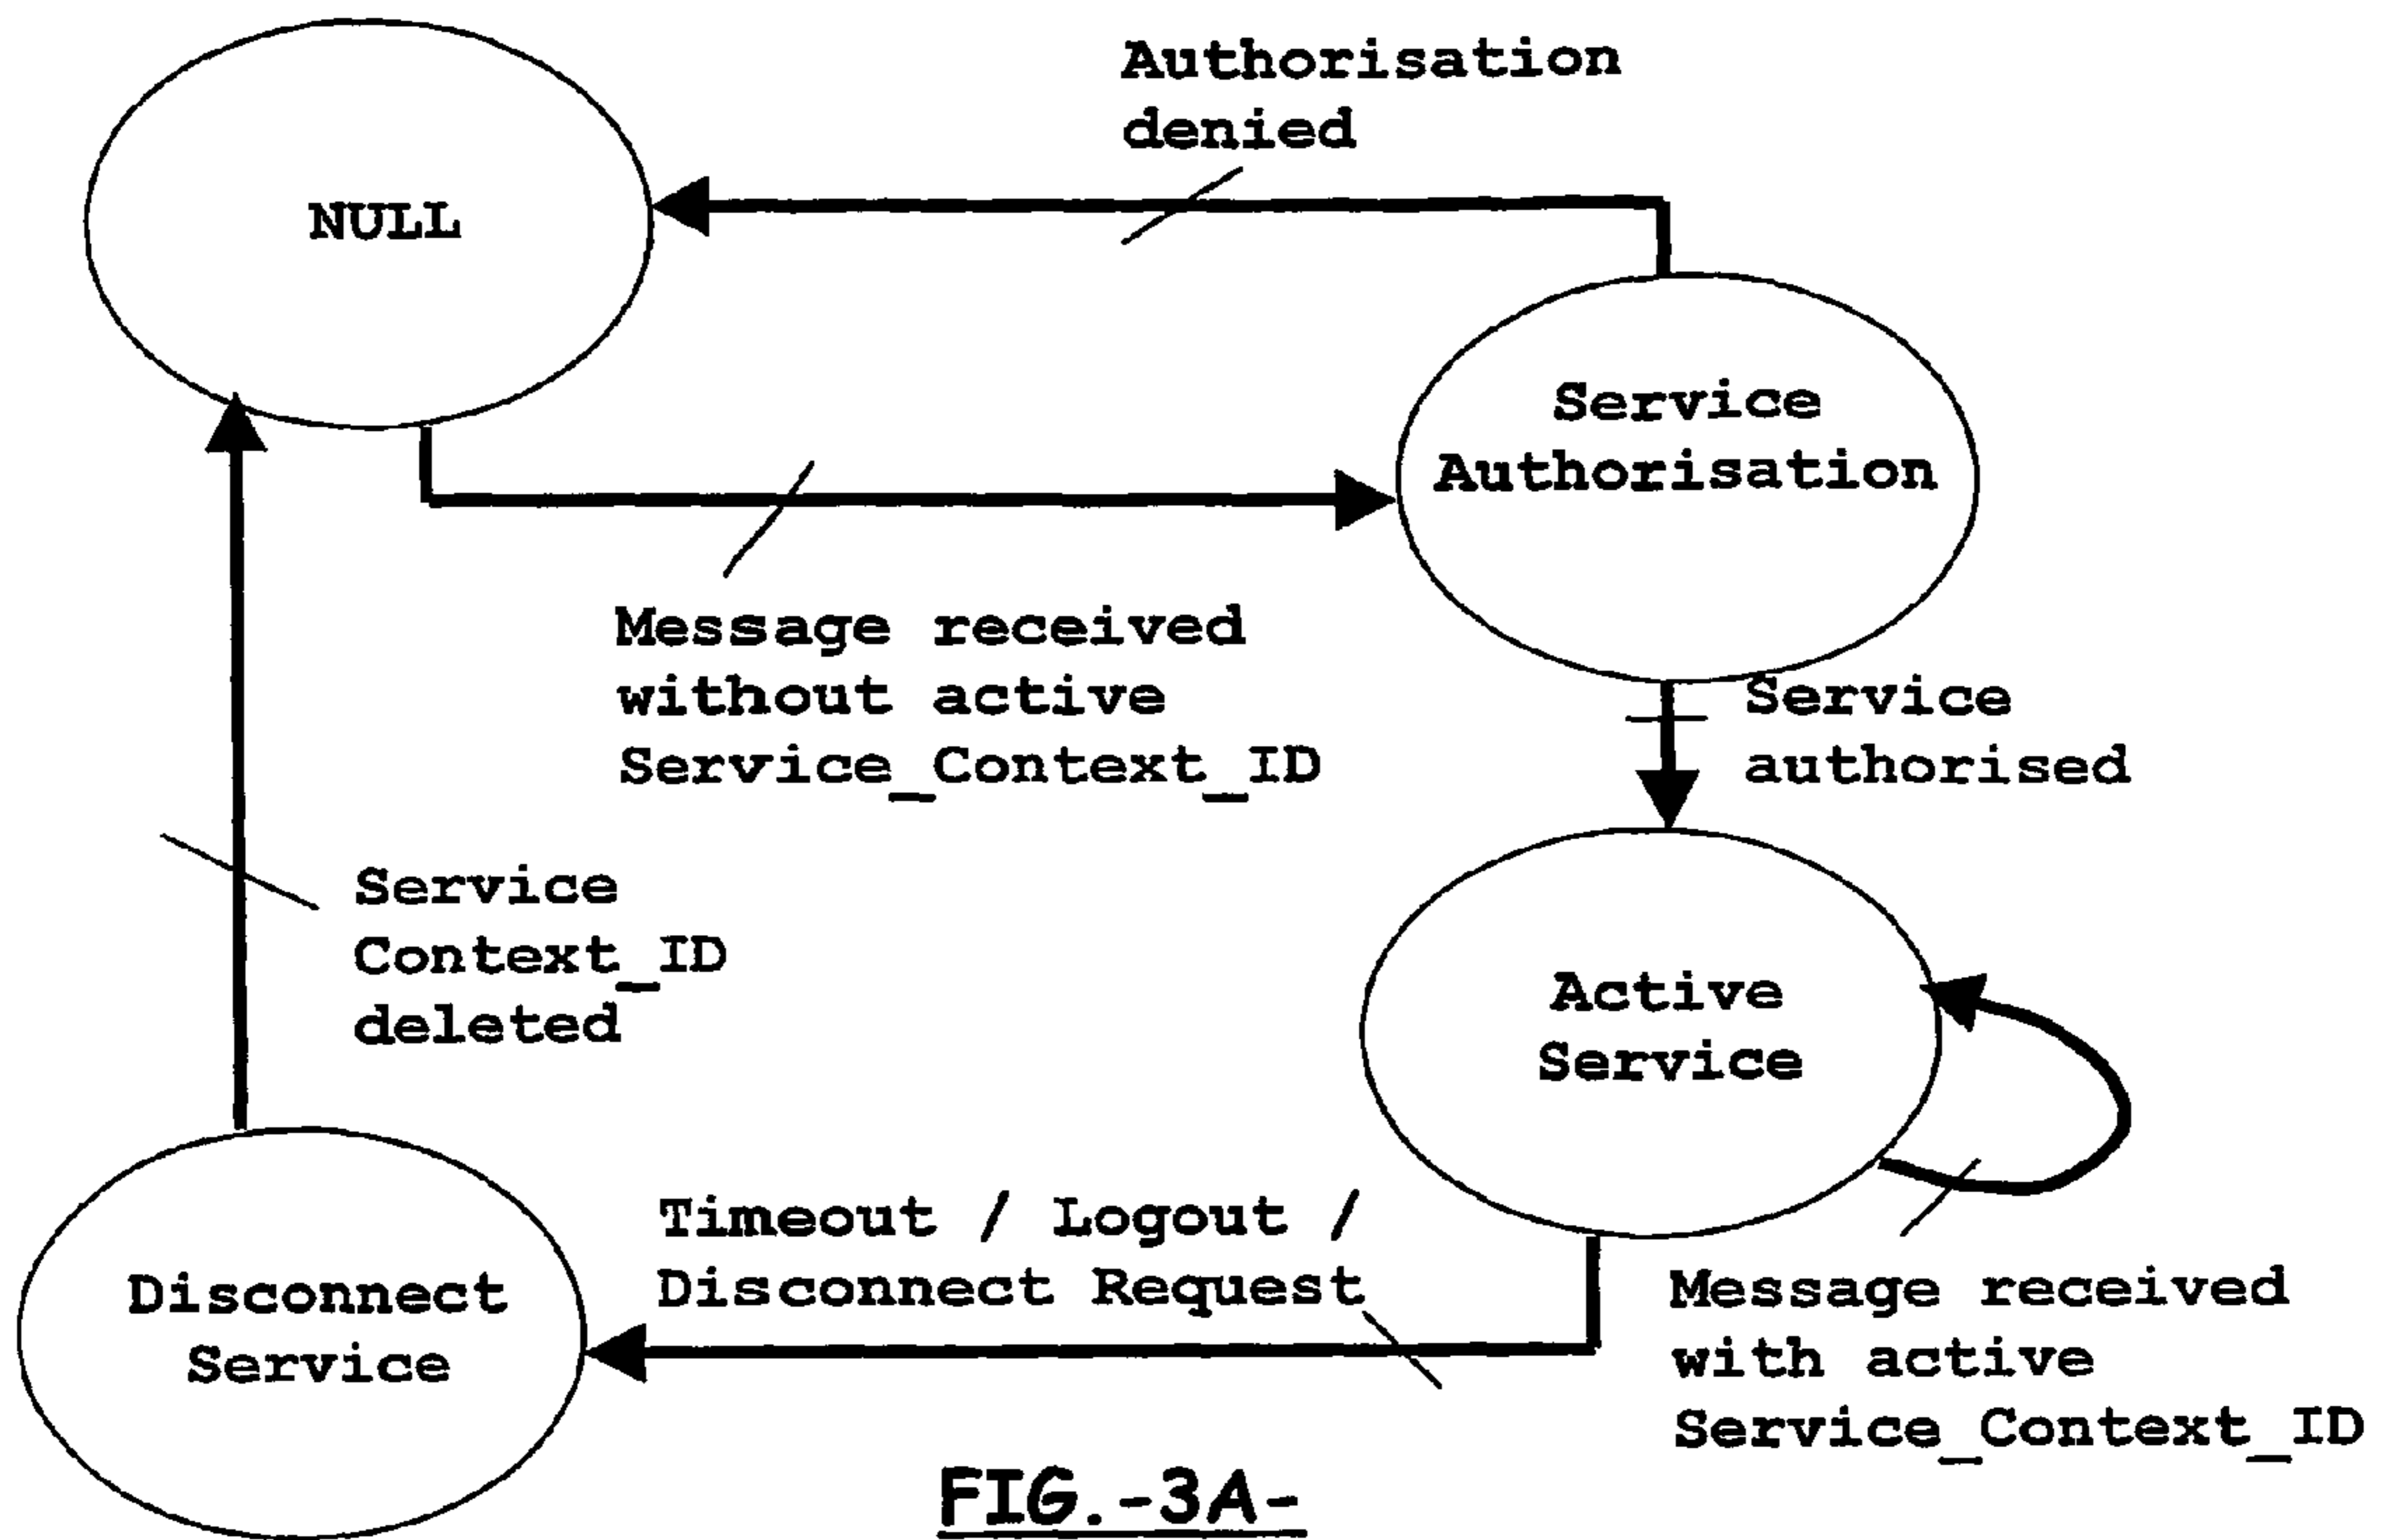 Authorisation
denied
NULL
Service
Authorisation
Message received
without active
Service_Context_ID
Service
authorised
Service
Context_ID
deleted
Active
Service
Timeout / Logout /
Disconnect Request
Disconnect
Service
Message received
with active
Service_Context_ID
FIG.-3A-